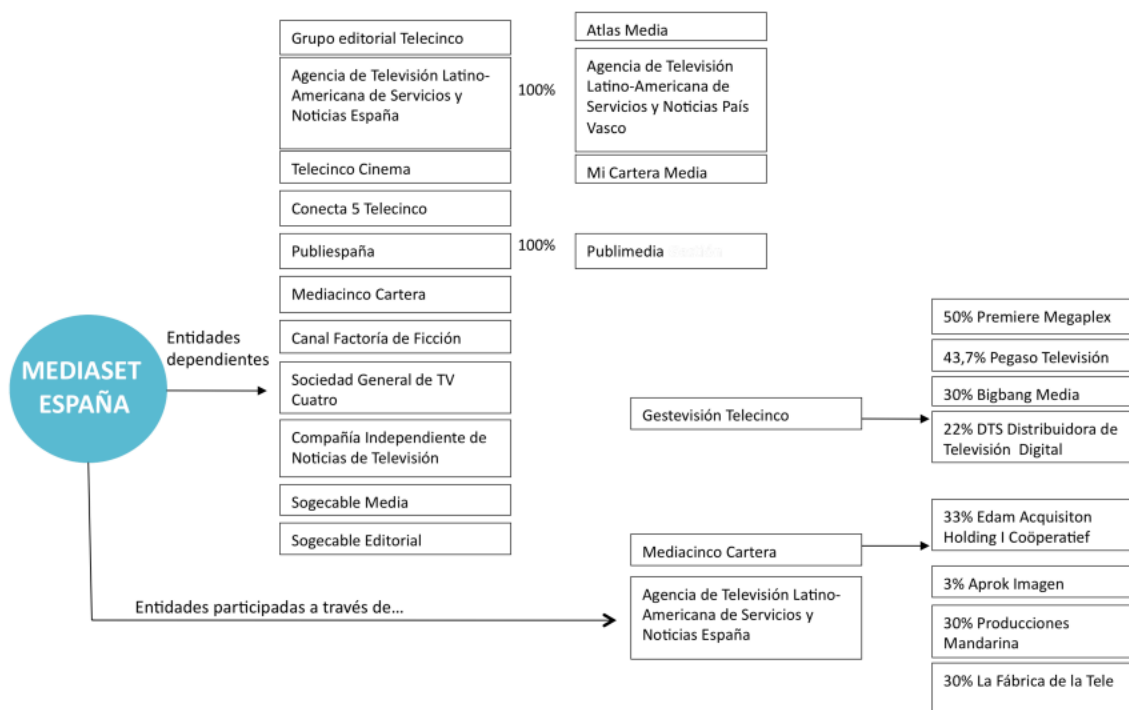 MEDIASET
ESPAÑA
Entidades
dependientes
Grupo editorial Telecinco
Agencia de Televisión Latino-
Americana de Servicios y
Noticias España
Telecinco Cinema
Conecta 5 Telecinco
Publiespaña
Mediacinco Cartera
Canal Factoría de Ficción
Sociedad General de TV
Cuatro
Compañía Independiente de
Noticias de Televisión
Sogecable Media
Sogecable Editorial
100%
Atlas Media
Agencia de Televisión
Latino-Americana de
Servicios y Noticias País
Vasco
Mi Cartera Media
100%
Publimedia
Entidades participadas a través de...
Gestevisión Telecinco
50% Premiere Megaplex
43,7% Pegaso Televisión
30% Bigbang Media
22% DTS Distribuidora de
Televisión Digital
Mediacinco Cartera
33% Edam Acquisiton
Holding I Coöperatief
Agencia de Televisión Latino-
Americana de Servicios y
Noticias España
3% Aprok Imagen
30% Producciones
Mandarina
30% La Fábrica de la Tele